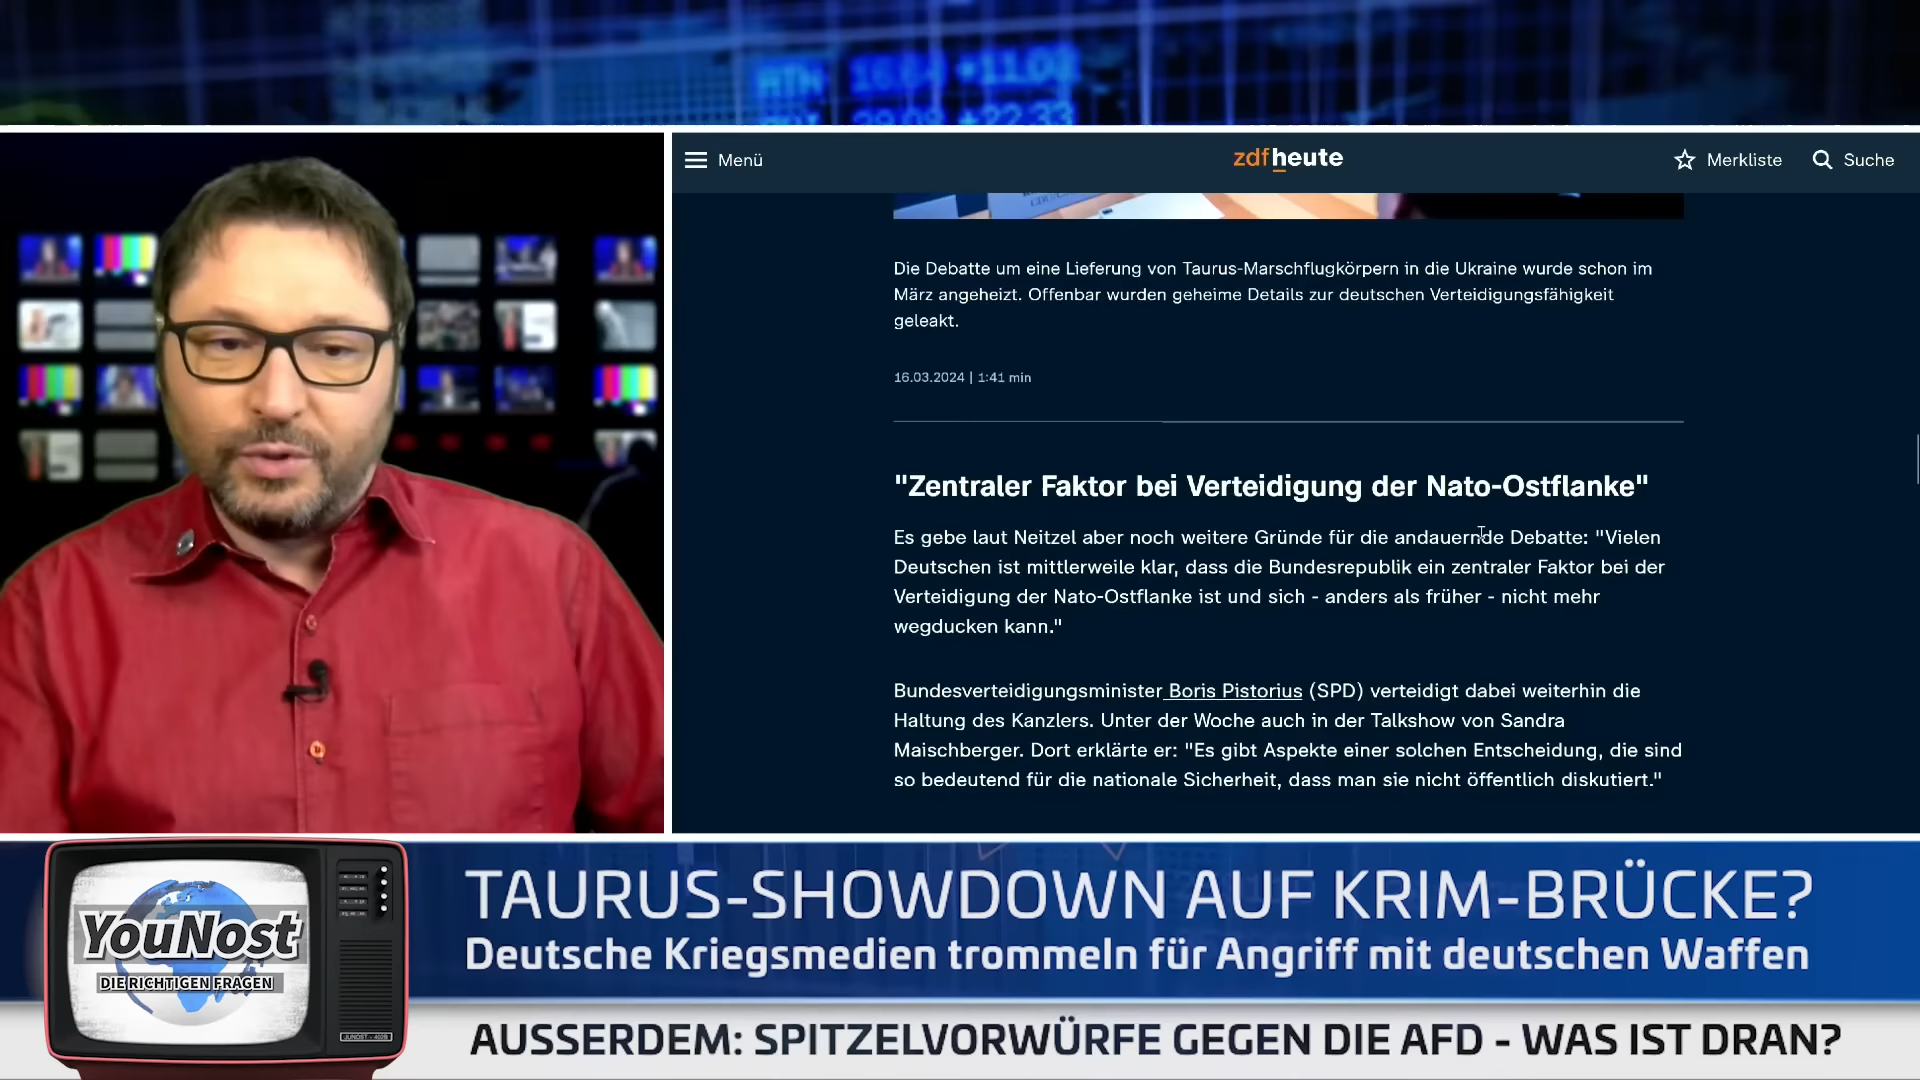 Menü
zdfheute
Merkliste
Suche
Die Debatte um eine Lieferung von Taurus-Marschflugkörpern in die Ukraine wurde schon im
März angeheizt. Offenbar wurden geheime Details zur deutschen Verteidigungsfähigkeit
geleakt.
16.03.2024 | 1:41 min
"Zentraler Faktor bei Verteidigung der Nato-Ostflanke"
Es gebe laut Neitzel aber noch weitere Gründe für die andauernde Debatte: "Vielen
Deutschen ist mittlerweile klar, dass die Bundesrepublik ein zentraler Faktor bei der
Verteidigung der Nato-Ostflanke ist und sich - anders als früher - nicht mehr
wegducken kann."
Bundesverteidigungsminister Boris Pistorius (SPD) verteidigt dabei weiterhin die
Haltung des Kanzlers. Unter der Woche auch in der Talkshow von Sandra
Maischberger. Dort erklärte er: "Es gibt Aspekte einer solchen Entscheidung, die sind
so bedeutend für die nationale Sicherheit, dass man sie nicht öffentlich diskutiert."
YouNost
DIE RICHTIGEN FRAGEN
TAURUS-SHOWDOWN AUF KRIM-BRÜCKE?
Deutsche Kriegsmedien trommeln für Angriff mit deutschen Waffen
AUSSERDEM: SPITZELVORWÜRFE GEGEN DIE AFD - WAS IST DRAN?